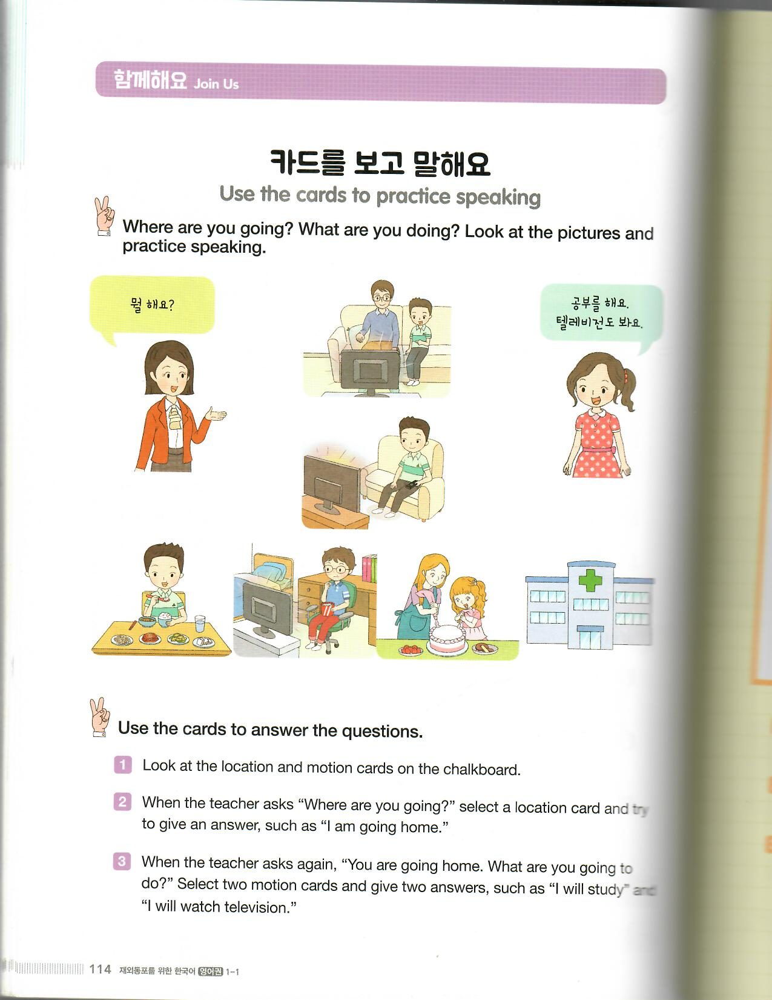 함께해요 Join Us
카드를 보고 말해요
Use the cards to practice speaking
Where are you going? What are you doing? Look at the pictures and
practice speaking.
뭘 해요?
공부를 해요.
텔레비전도 봐요.
Use the cards to answer the questions.
1 Look at the location and motion cards on the chalkboard.
2 When the teacher asks “Where are you going?” select a location card and try
to give an answer, such as “I am going home.”
3 When the teacher asks again, “You are going home. What are you going to
do?” Select two motion cards and give two answers, such as “I will study” and
“I will watch television.”
114 재외동포를 위한 한국어 영어권 1-1